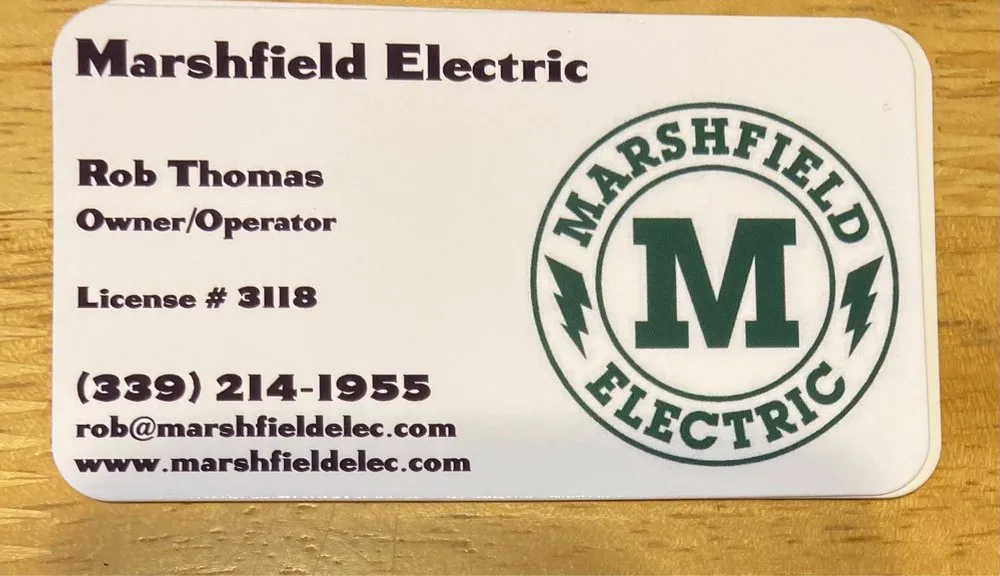 Marshfield Electric
Rob Thomas
Owner/Operator
License # 3118
(339) 214-1955
rob@marshfieldelec.com
www.marshfieldelec.com
MARSHFIELD
M
ELECTRIC